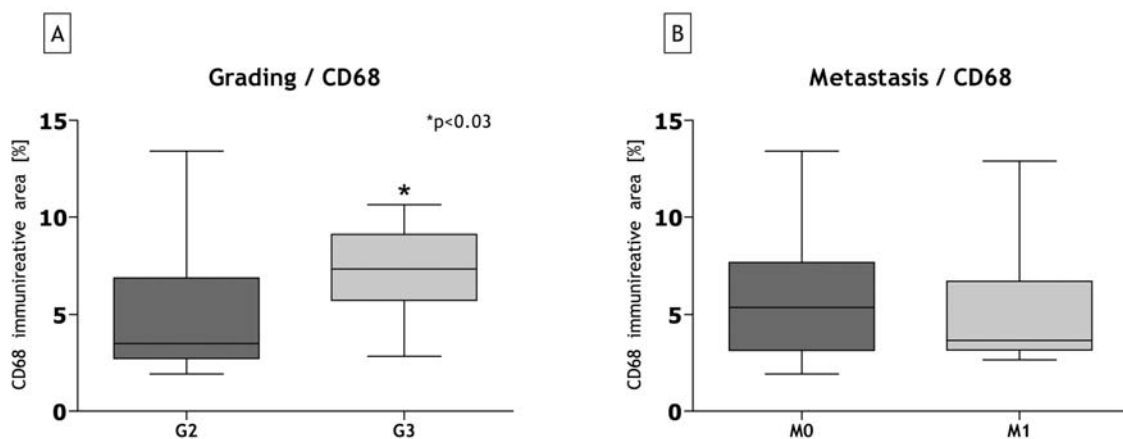 A
Grading / CD68
*p<0.03
CD68 immunireative area [%]
15
10
5
0
*
G2
G3
B
Metastasis / CD68
CD68 immunireative area [%]
15
10
5
0
M0
M1